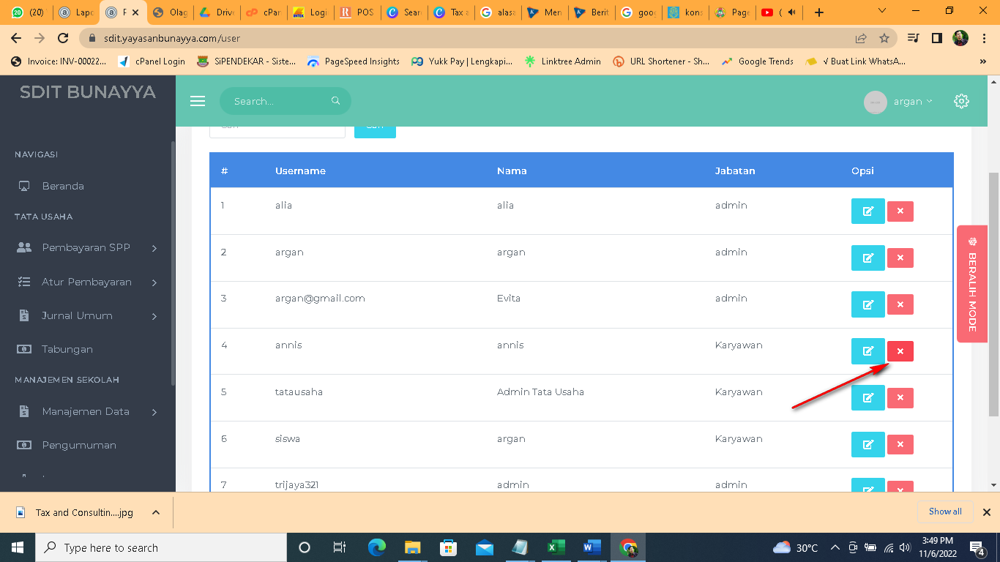 20 (20) Lapo P Olag Drive cPan Logi POS Sear Tax a alasa Men Berit goog kons Page (
sdit.yayasanbunayya.com/user
Invoice: INV-00022... cPanel Login SiPENDEKAR - Siste... PageSpeed Insights Yukk Pay | Lengkapi... Linktree Admin URL Shortener - Sh... Google Trends √ Buat Link WhatsA... »
SDIT BUNAYYA
Search...
argan
NAVIGASI
Beranda
TATA USAHA
Pembayaran SPP
Atur Pembayaran
Jurnal Umum
Tabungan
MANAJEMEN SEKOLAH
Manajemen Data
Pengumuman
# Username Nama Jabatan Opsi
1 alia alia admin
2 argan argan admin
3 argan@gmail.com Evita admin
4 annis annis Karyawan
5 tatausaha Admin Tata Usaha Karyawan
6 siswa argan Karyawan
7 trijaya321 admin admin
BERALIH MODE
Tax and Consultin....jpg
Show all
Type here to search
30°C
3:49 PM
11/6/2022
4